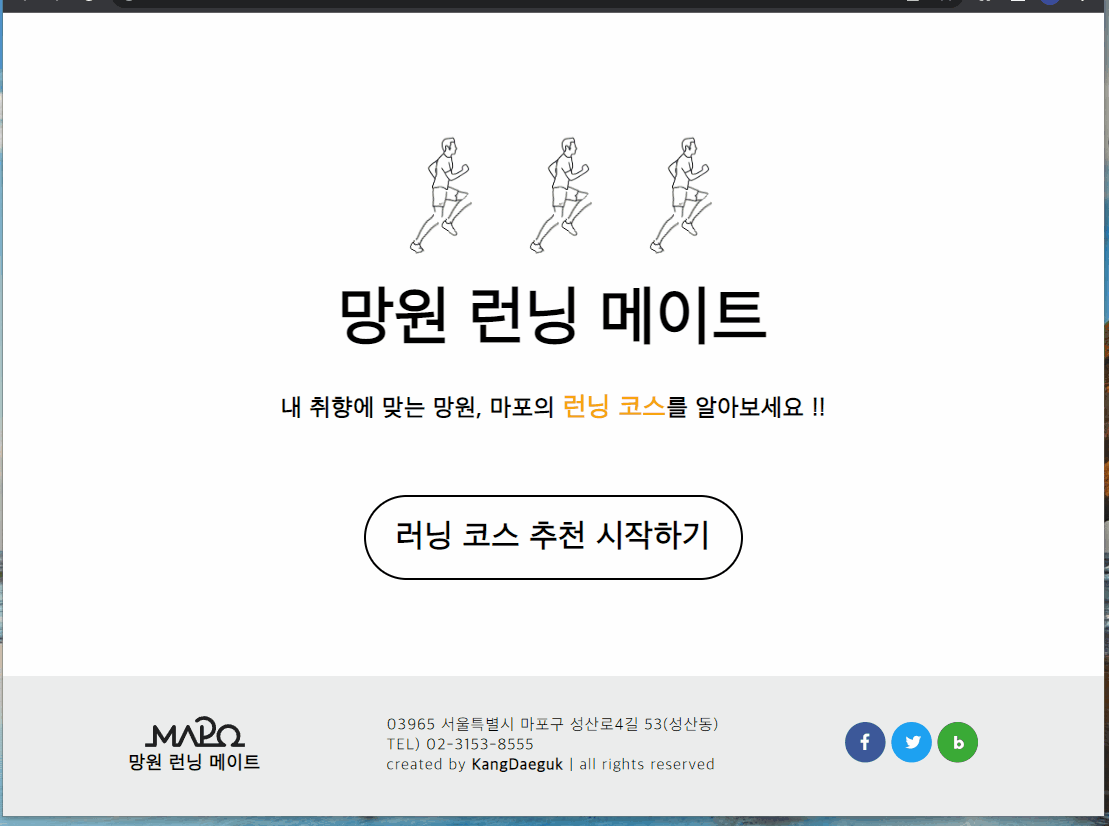 망원 런닝 메이트
내 취향에 맞는 망원, 마포의 런닝 코스를 알아보세요 !!
러닝 코스 추천 시작하기
MAPO
망원 런닝 메이트
03965 서울특별시 마포구 성산로4길 53(성산동)
TEL) 02-3153-8555
created by KangDaeguk | all rights reserved
f
b